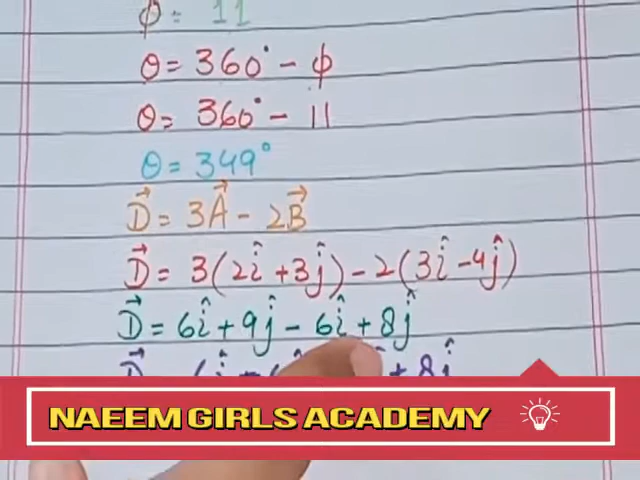 φ = 11
θ = 360° - φ
θ = 360° - 11
θ = 349°
D⃗ = 3A⃗ - 2B⃗
D⃗ = 3(2î + 3ĵ) - 2(3î - 4ĵ)
D⃗ = 6î + 9ĵ - 6î + 8ĵ
+ 8ĵ
NAEEM GIRLS ACADEMY